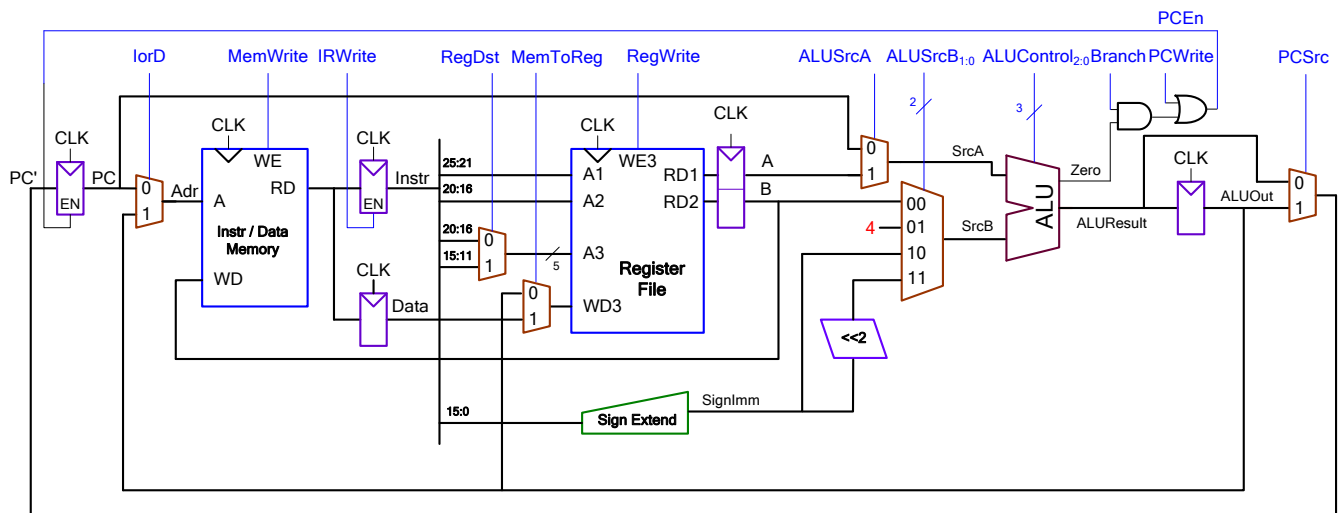 PCEn
IorD MemWrite IRWrite RegDst MemToReg RegWrite ALUSrcA ALUSrcB1:0 ALUControl2:0 Branch PCWrite PCSrc
2
3
CLK CLK CLK CLK CLK CLK
PC' PC EN
0
1
Adr
A WE RD
Instr / Data
Memory
WD
EN
Instr
CLK
Data
25:21
20:16
20:16
15:11
0
1
5
0
1
A1 WE3 RD1
A2 RD2
A3
Register
File
WD3
A
B
0
1
SrcA
00
4 01
10
11
SrcB
<<2
ALU
Zero
ALUResult
ALUOut
0
1
15:0
Sign Extend
SignImm